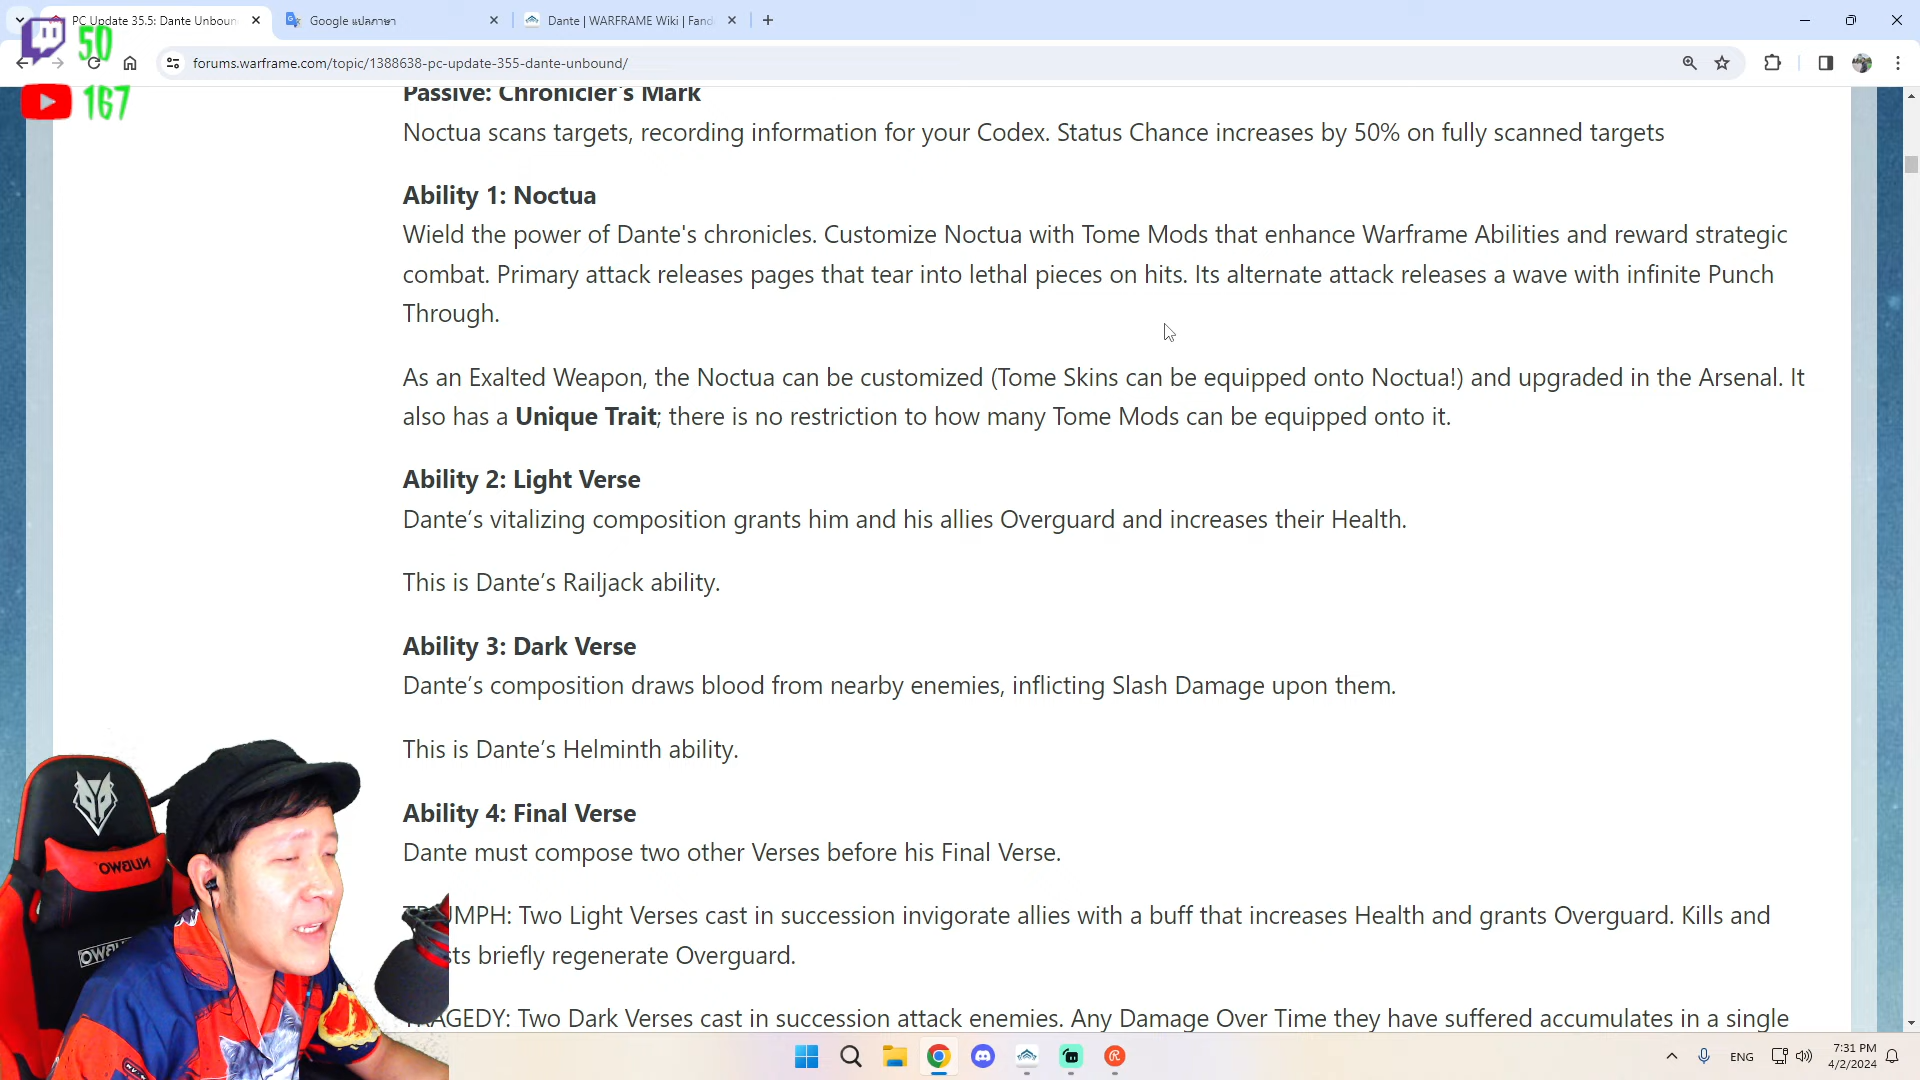 PC Update 35.5: Dante Unboun
Google แปลภาษา
Dante | WARFRAME Wiki | Fand
50
forums.warframe.com/topic/1388638-pc-update-355-dante-unbound/
167
Passive: Chronicler's Mark
Noctua scans targets, recording information for your Codex. Status Chance increases by 50% on fully scanned targets
Ability 1: Noctua
Wield the power of Dante's chronicles. Customize Noctua with Tome Mods that enhance Warframe Abilities and reward strategic
combat. Primary attack releases pages that tear into lethal pieces on hits. Its alternate attack releases a wave with infinite Punch
Through.
As an Exalted Weapon, the Noctua can be customized (Tome Skins can be equipped onto Noctua!) and upgraded in the Arsenal. It
also has a Unique Trait; there is no restriction to how many Tome Mods can be equipped onto it.
Ability 2: Light Verse
Dante’s vitalizing composition grants him and his allies Overguard and increases their Health.
This is Dante’s Railjack ability.
Ability 3: Dark Verse
Dante’s composition draws blood from nearby enemies, inflicting Slash Damage upon them.
This is Dante’s Helminth ability.
Ability 4: Final Verse
Dante must compose two other Verses before his Final Verse.
UMPH: Two Light Verses cast in succession invigorate allies with a buff that increases Health and grants Overguard. Kills and
sts briefly regenerate Overguard.
RAGEDY: Two Dark Verses cast in succession attack enemies. Any Damage Over Time they have suffered accumulates in a single
NUBWO
ENG
7:31 PM
4/2/2024